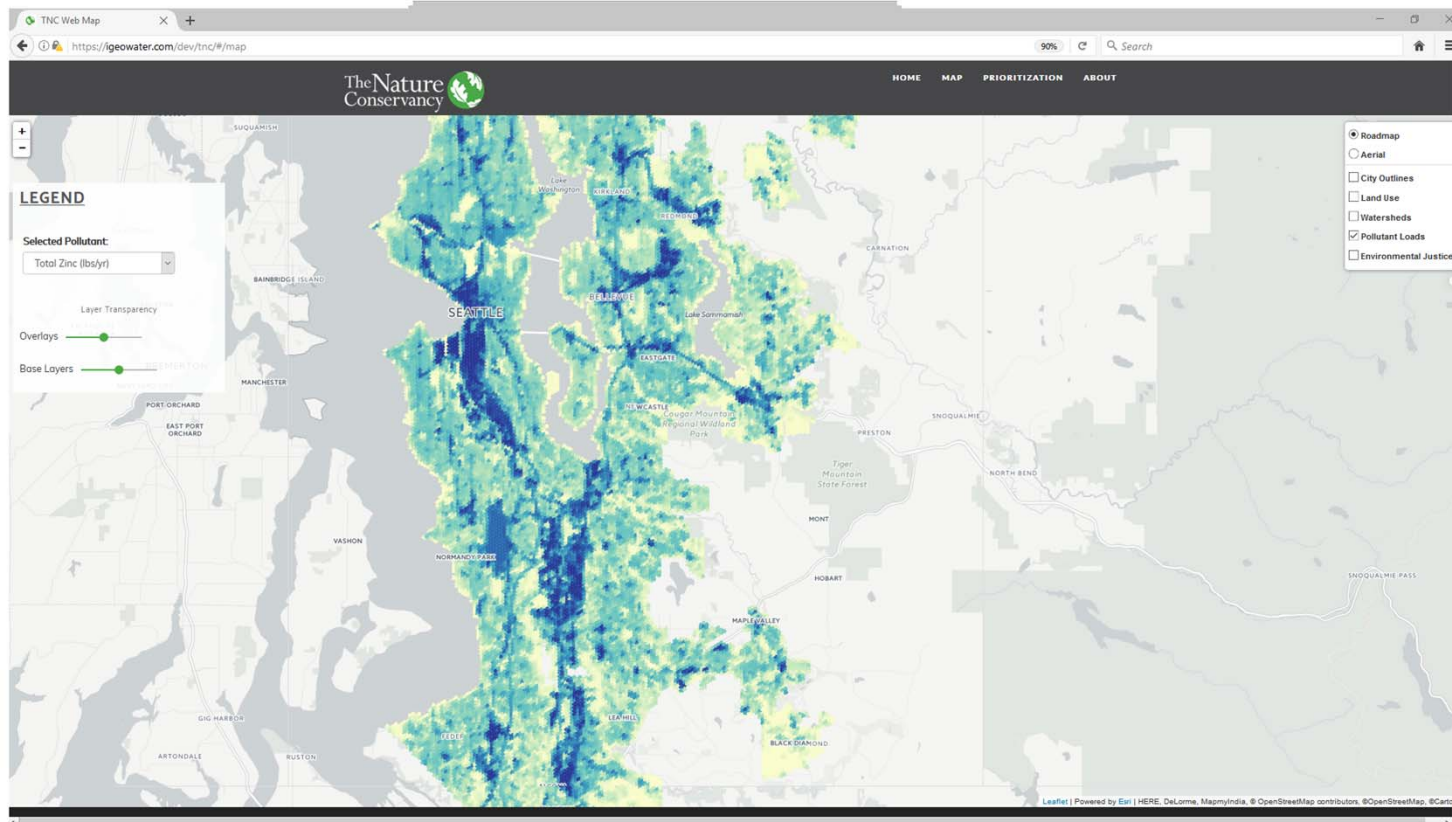 TNC Web Map
https://igeowater.com/dev/tnc/#/map
90%
Search
The Nature
Conservancy
HOME MAP PRIORITIZATION ABOUT
+
−
LEGEND
Selected Pollutant:
Total Zinc (lbs/yr)
Layer Transparency
Overlays
Base Layers
Roadmap
Aerial
City Outlines
Land Use
Watersheds
Pollutant Loads
Environmental Justice
SUQUAMISH
Lake
Washington
KIRKLAND
REDMOND
CARNATION
BAINBRIDGE ISLAND
BELLEVUE
SEATTLE
Lake Sammamish
EASTGATE
BREMERTON
MANCHESTER
PORT ORCHARD
EAST PORT
ORCHARD
NEWCASTLE
Cougar Mountain
Regional Wildland
Park
SNOQUALMIE
PRESTON
Tiger
Mountain
State Forest
NORTH BEND
MONT
VASHON
NORMANDY PARK
HOBART
SNOQUALMIE PASS
MAPLE VALLEY
GIG HARBOR
LEA HILL
FEDER
BLACK DIAMOND
ARTONDALE
RUSTON
Leaflet | Powered by Esri | HERE, DeLorme, MapmyIndia, © OpenStreetMap contributors, ©OpenStreetMap, ©Carto